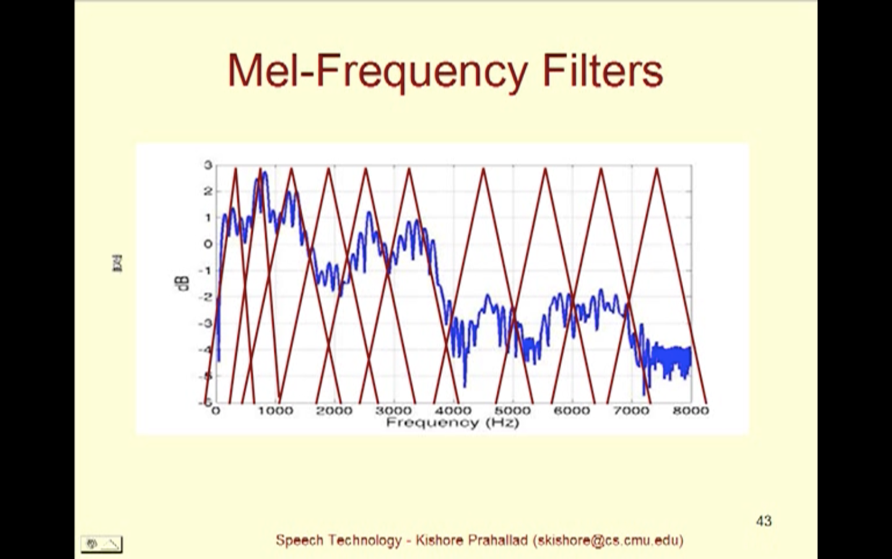 Mel-Frequency Filters
3
2
1
0
-1
-2
-3
-4
-5
-6
dB
0 1000 2000 3000 4000 5000 6000 7000 8000
Frequency (Hz)
43
Speech Technology - Kishore Prahallad (skishore@cs.cmu.edu)